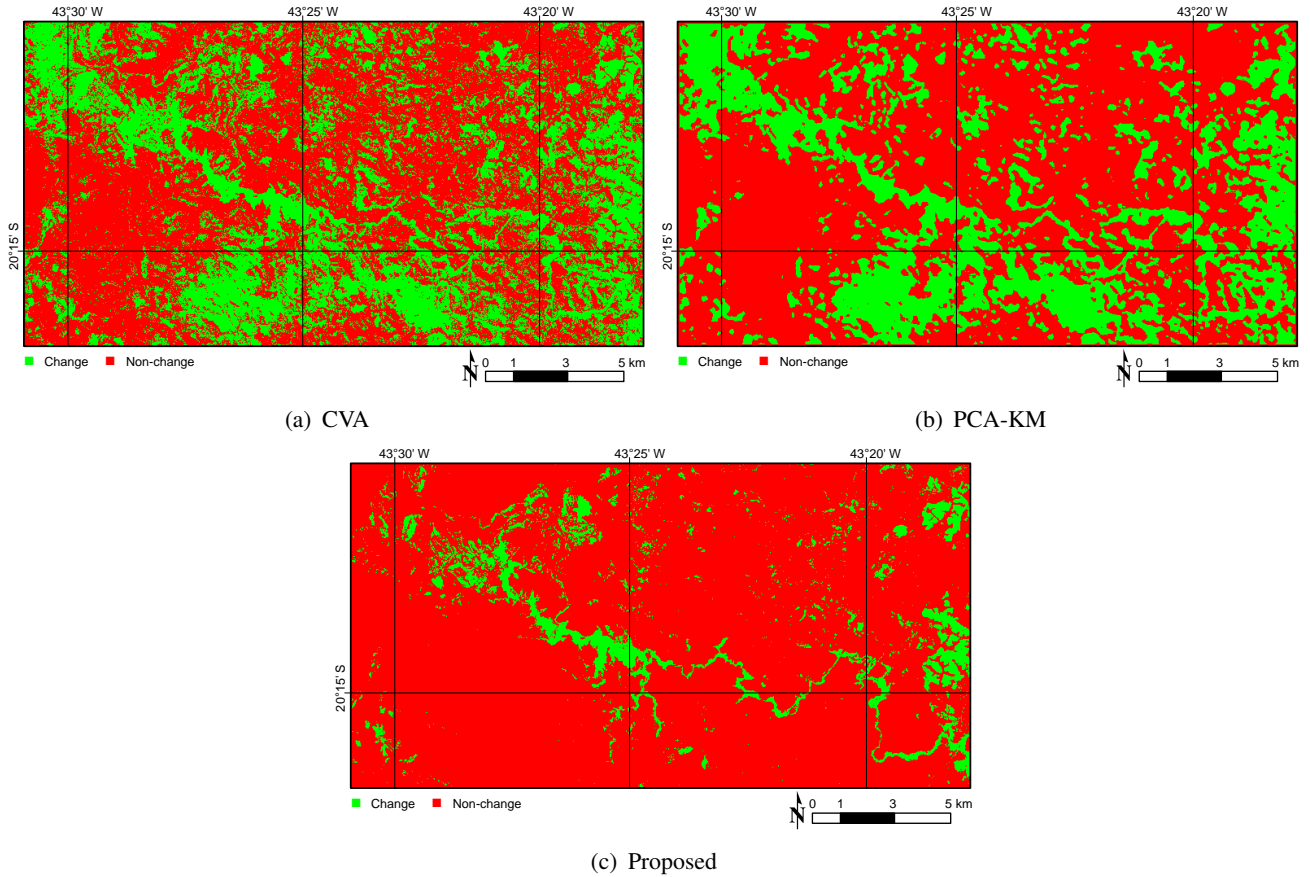 43°30' W 43°25' W 43°20' W
20°15' S
Change Non-change N 0 1 3 5 km
(a) CVA
43°30' W 43°25' W 43°20' W
20°15' S
Change Non-change N 0 1 3 5 km
(b) PCA-KM
43°30' W 43°25' W 43°20' W
20°15' S
Change Non-change N 0 1 3 5 km
(c) Proposed